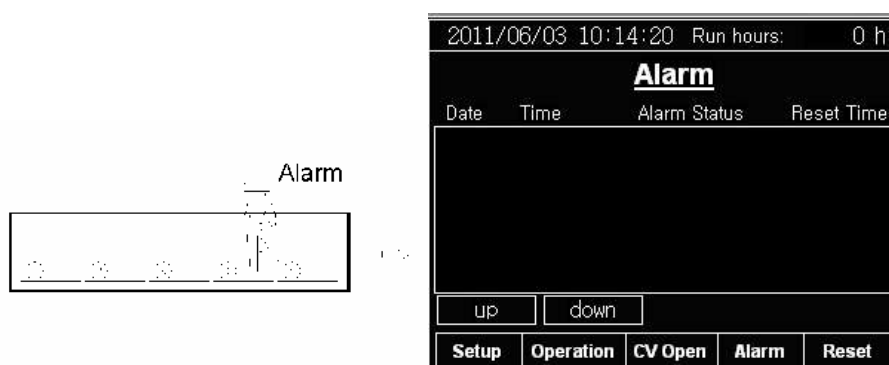 Alarm
2011/06/03 10:14:20 Run hours: 0 h
Alarm
Date Time Alarm Status Reset Time
up down
Setup Operation CV Open Alarm Reset